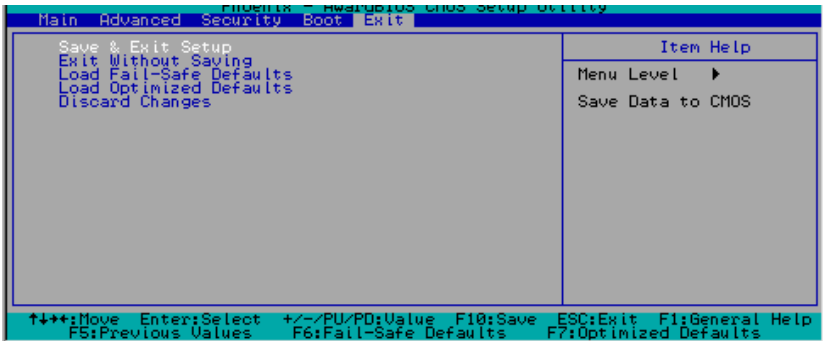 Phoenix - AwardBIOS CMOS Setup Utility
Main Advanced Security Boot Exit
Save & Exit Setup
Exit Without Saving
Load Fail-Safe Defaults
Load Optimized Defaults
Discard Changes
Item Help
Menu Level ▶
Save Data to CMOS
↑↓→←:Move Enter:Select +/-/PU/PD:Value F10:Save ESC:Exit F1:General Help
F5:Previous Values F6:Fail-Safe Defaults F7:Optimized Defaults